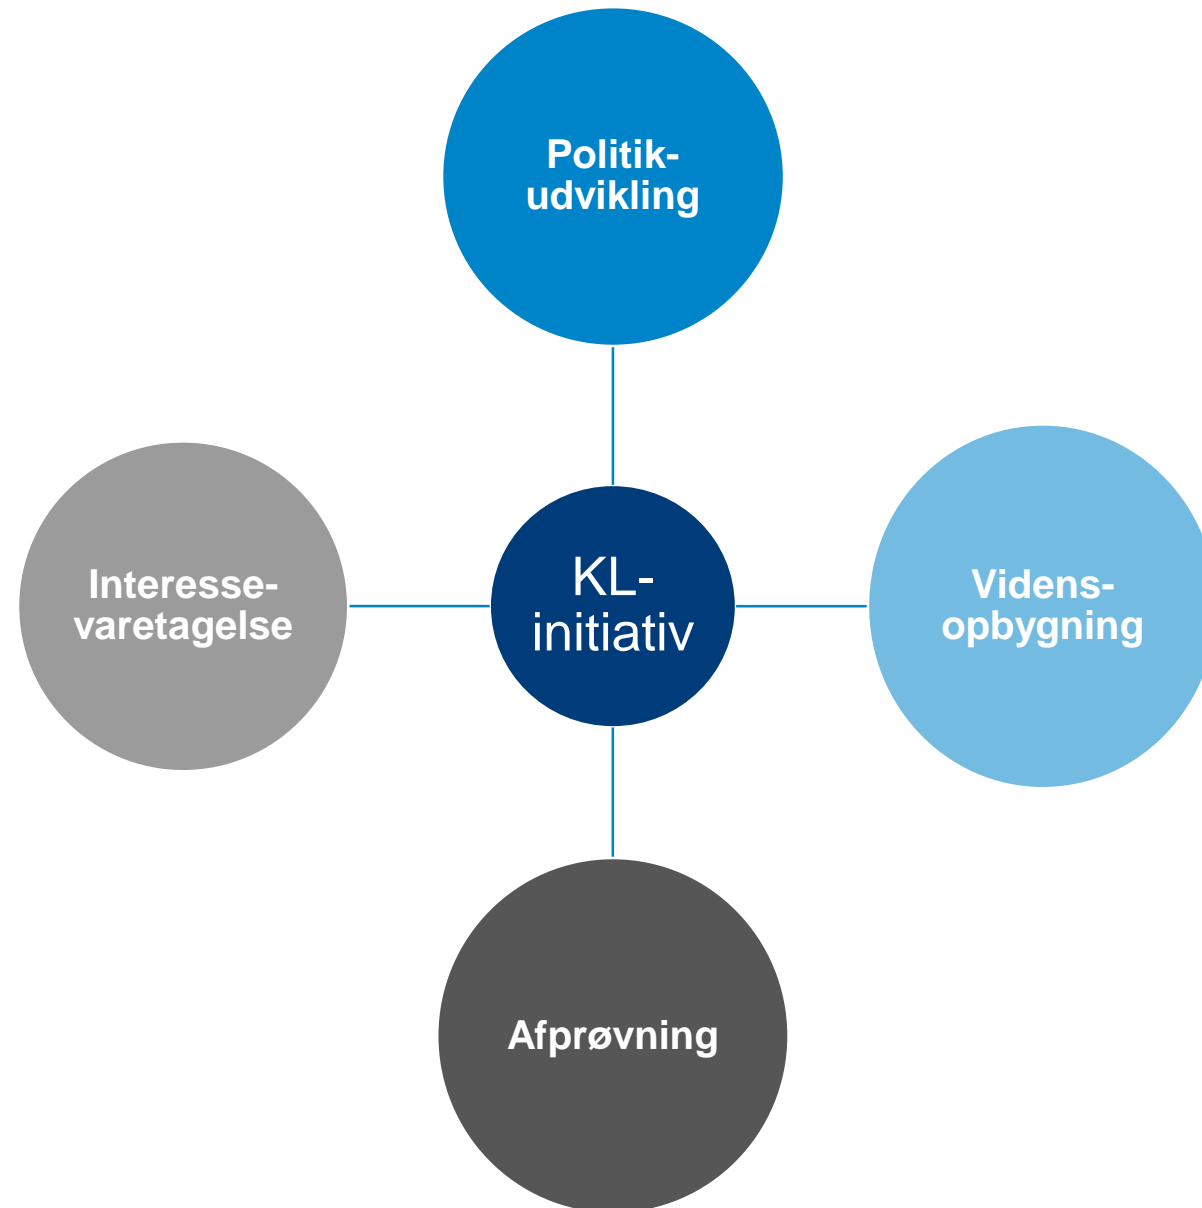 Politik-
udvikling
Interesse-
varetagelse
KL-
initiativ
Videns-
opbygning
Afprøvning